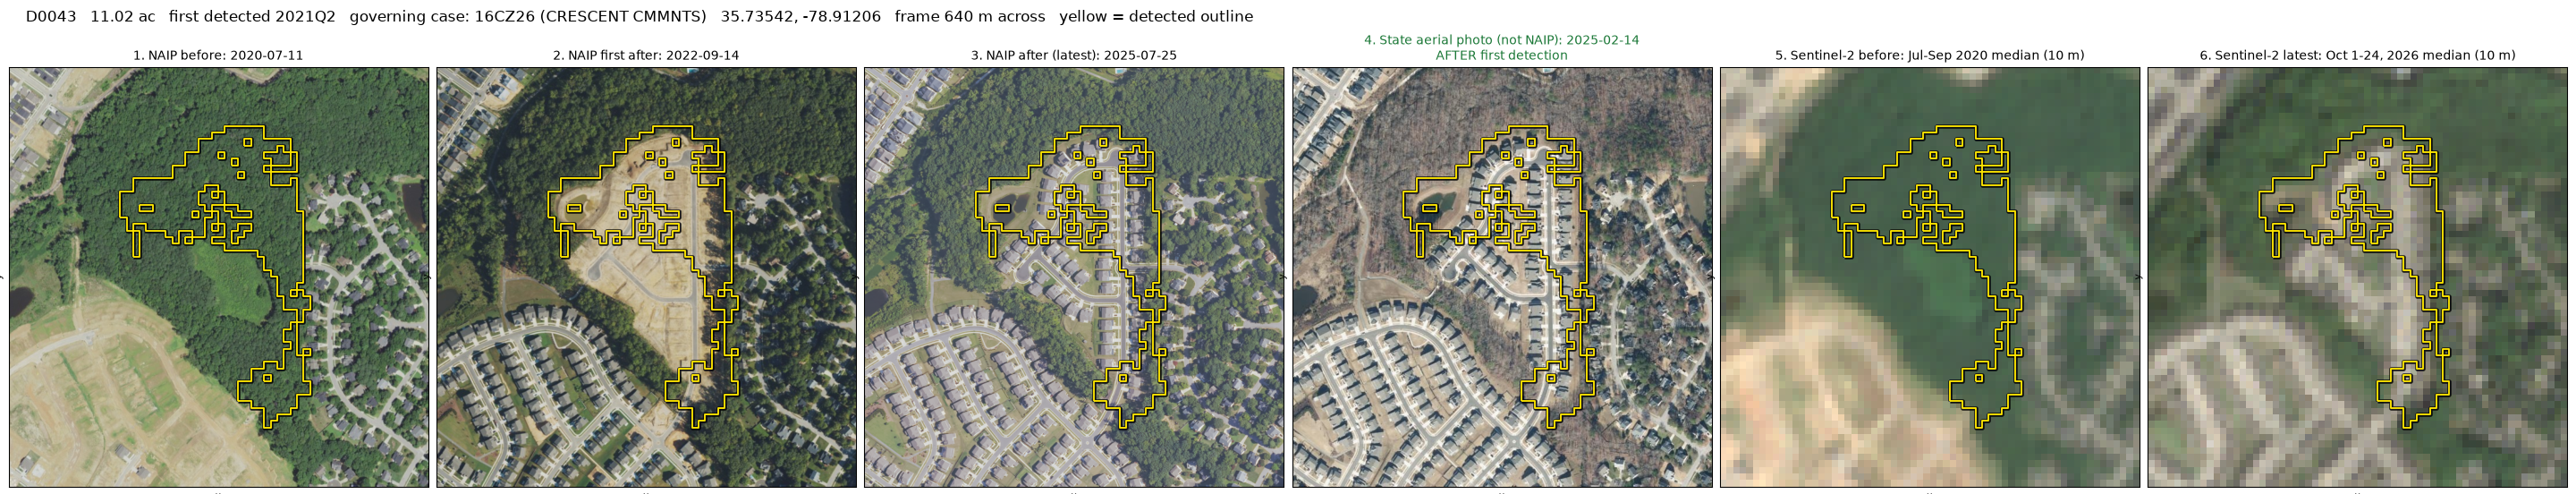 D0043   11.02 ac   first detected 2021Q2   governing case: 16CZ26 (CRESCENT CMMNTS)   35.73542, -78.91206   frame 640 m across   yellow = detected outline
1. NAIP before: 2020-07-11
2. NAIP first after: 2022-09-14
3. NAIP after (latest): 2025-07-25
4. State aerial photo (not NAIP): 2025-02-14
AFTER first detection
5. Sentinel-2 before: Jul-Sep 2020 median (10 m)
6. Sentinel-2 latest: Oct 1-24, 2026 median (10 m)